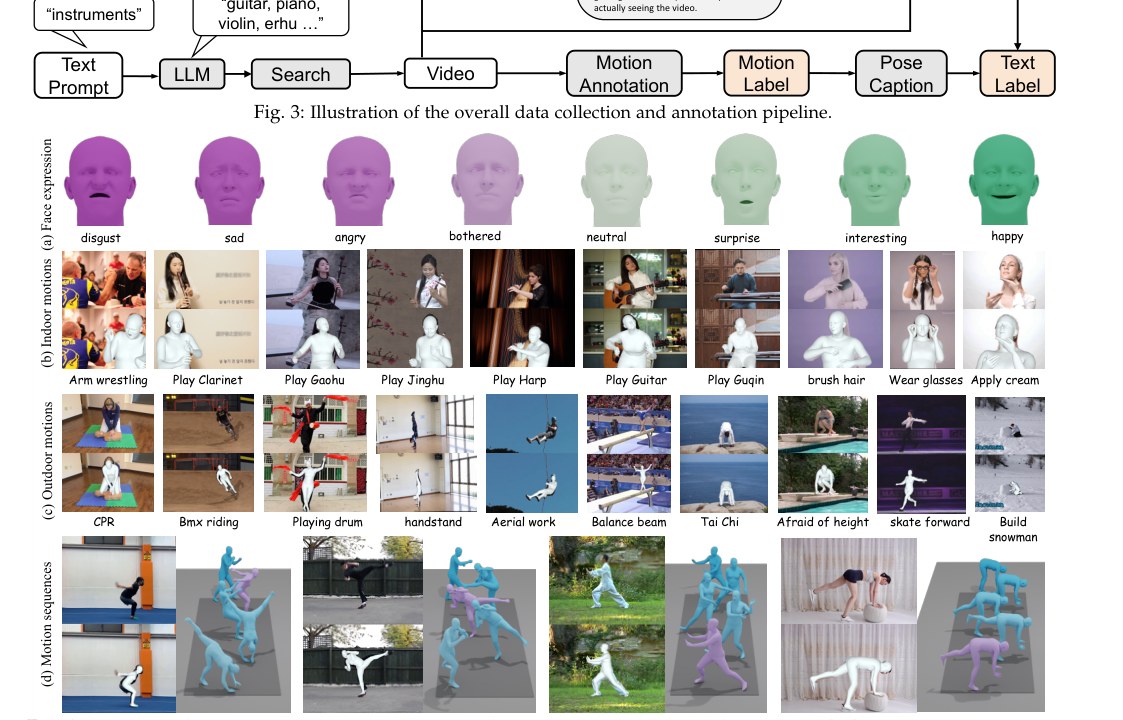 “instruments”
“guitar, piano,
violin, erhu …”
actually seeing the video.
Text
Prompt
LLM
Search
Video
Motion
Annotation
Motion
Label
Pose
Caption
Text
Label
Fig. 3: Illustration of the overall data collection and annotation pipeline.
(a) Face expression
disgust
sad
angry
bothered
neutral
surprise
interesting
happy
(b) Indoor motions
Arm wrestling
Play Clarinet
Play Gaohu
Play Jinghu
Play Harp
Play Guitar
Play Guqin
brush hair
Wear glasses
Apply cream
(c) Outdoor motions
CPR
Bmx riding
Playing drum
handstand
Aerial work
Balance beam
Tai Chi
Afraid of height
skate forward
Build
snowman
(d) Motion sequences